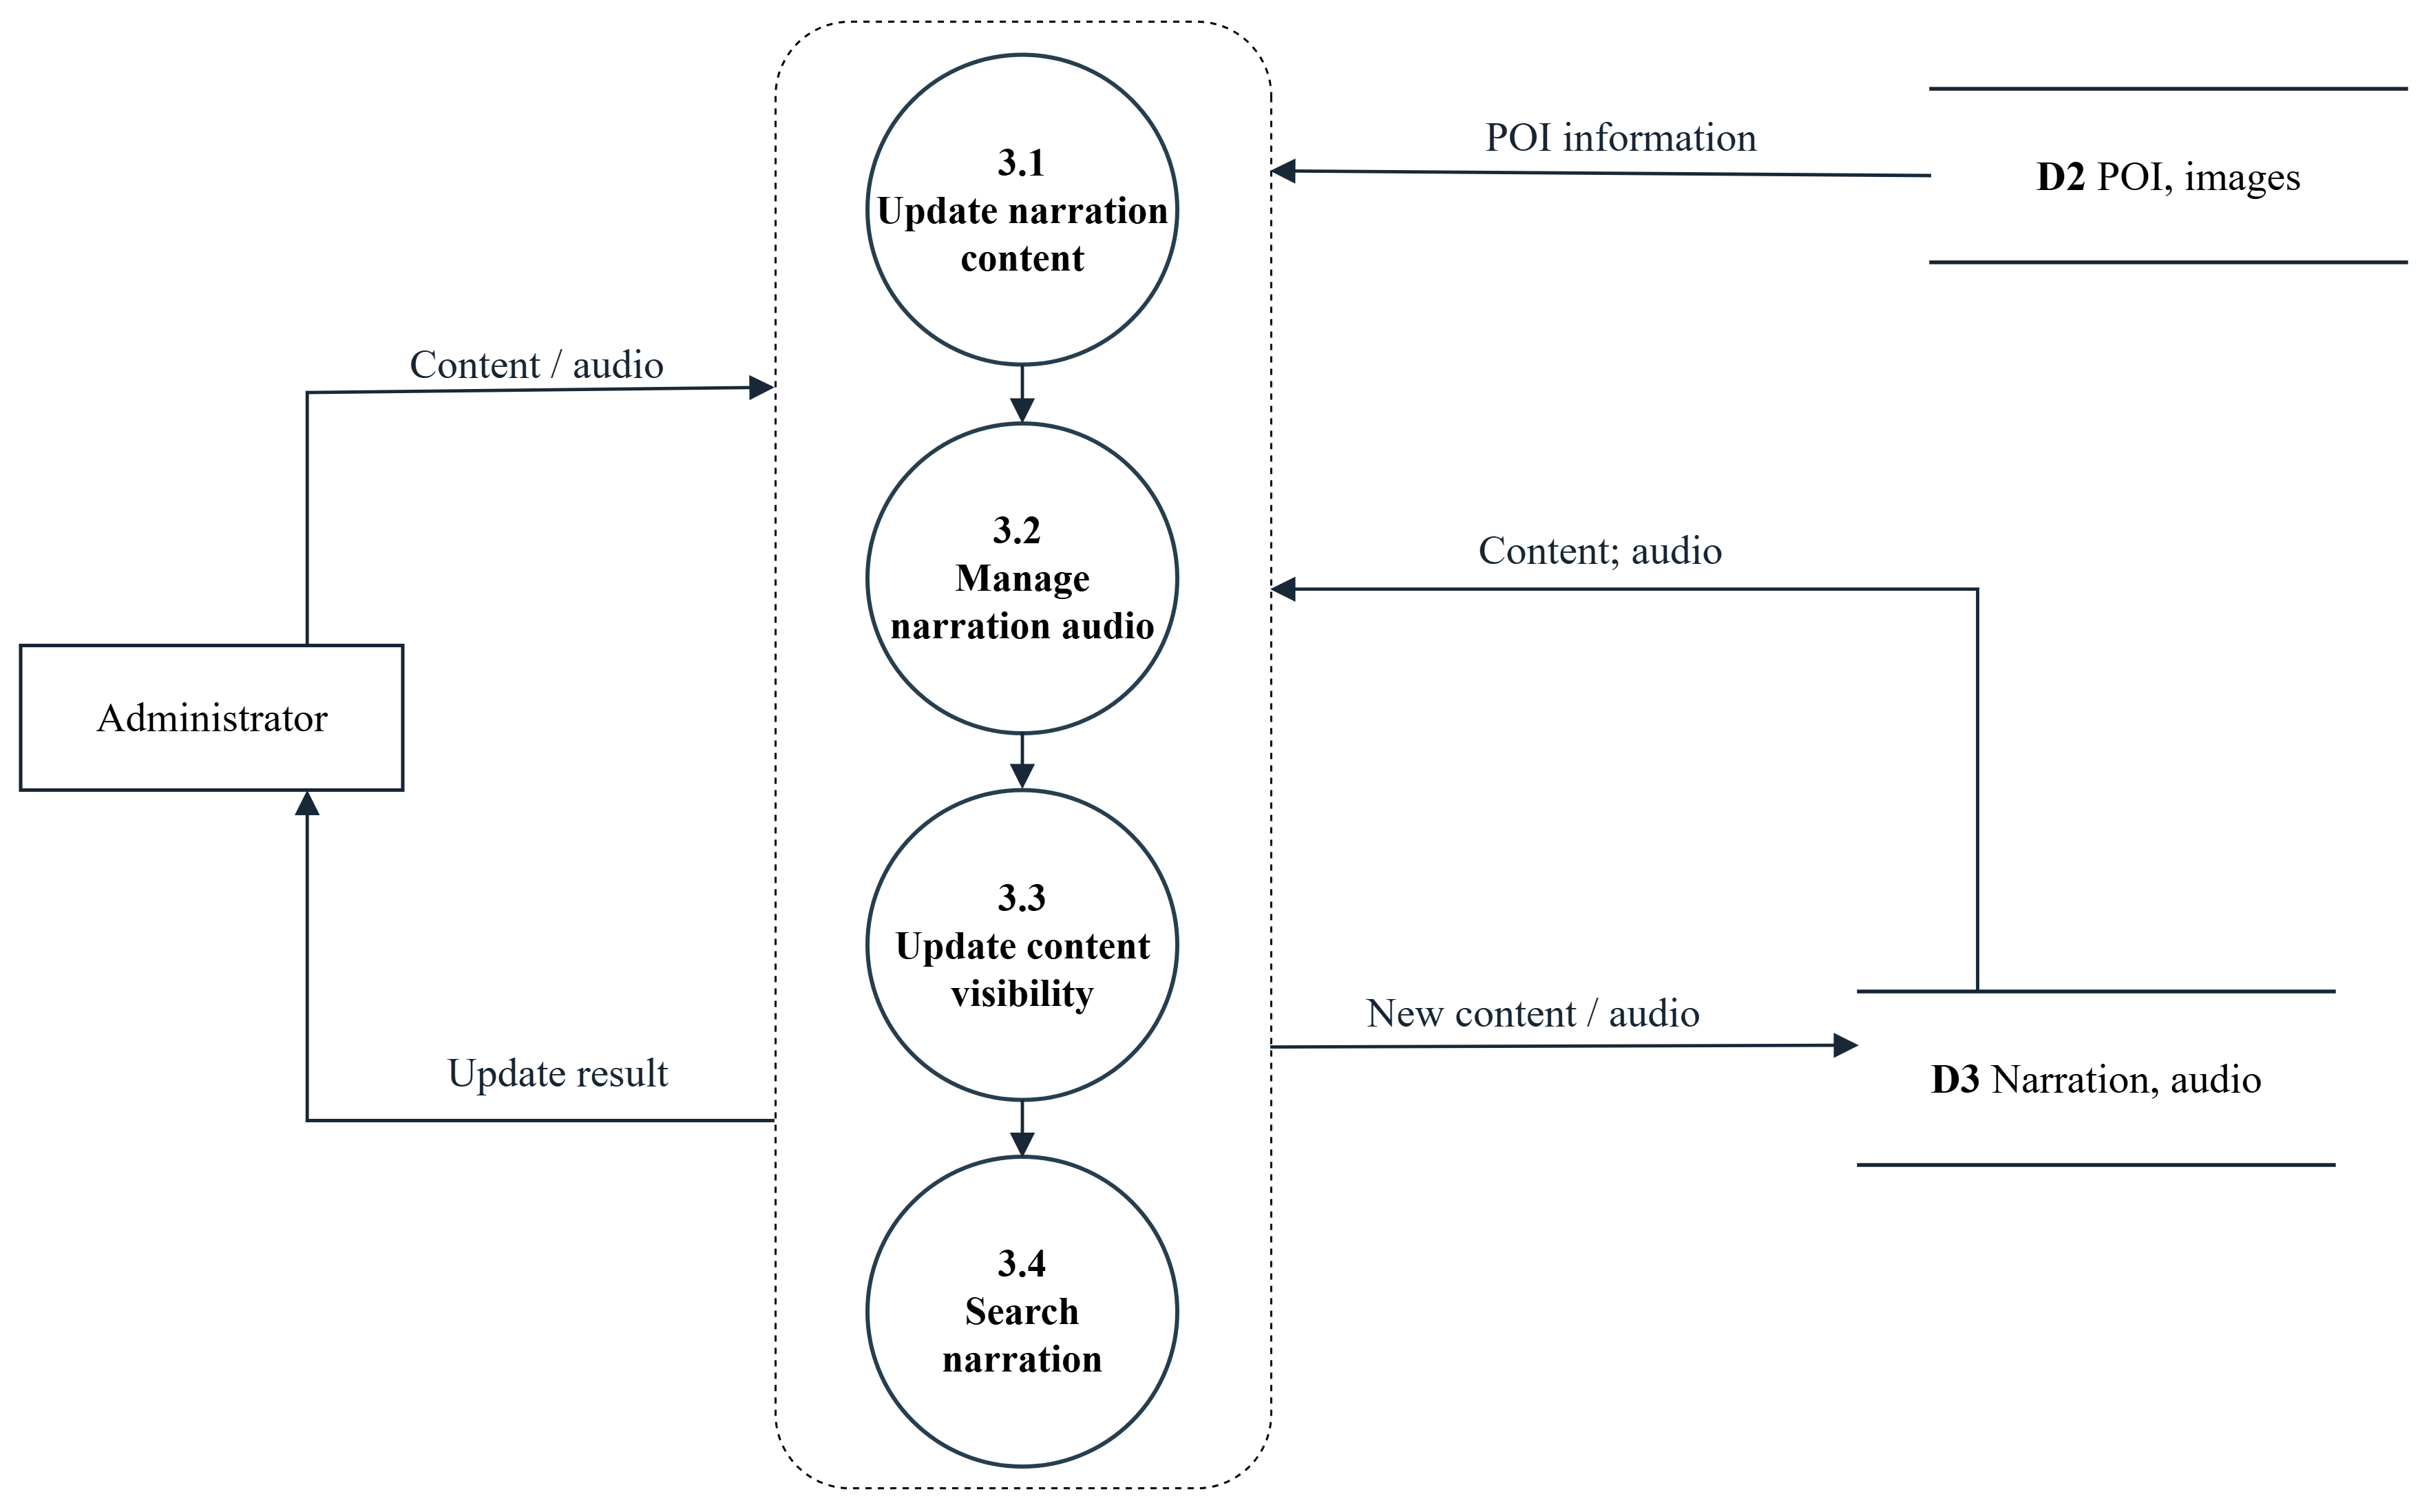 3.1
Update narration
content
POI information
D2 POI, images
Content / audio
3.2
Manage
narration audio
Content; audio
Administrator
3.3
Update content
visibility
New content / audio
Update result
D3 Narration, audio
3.4
Search
narration